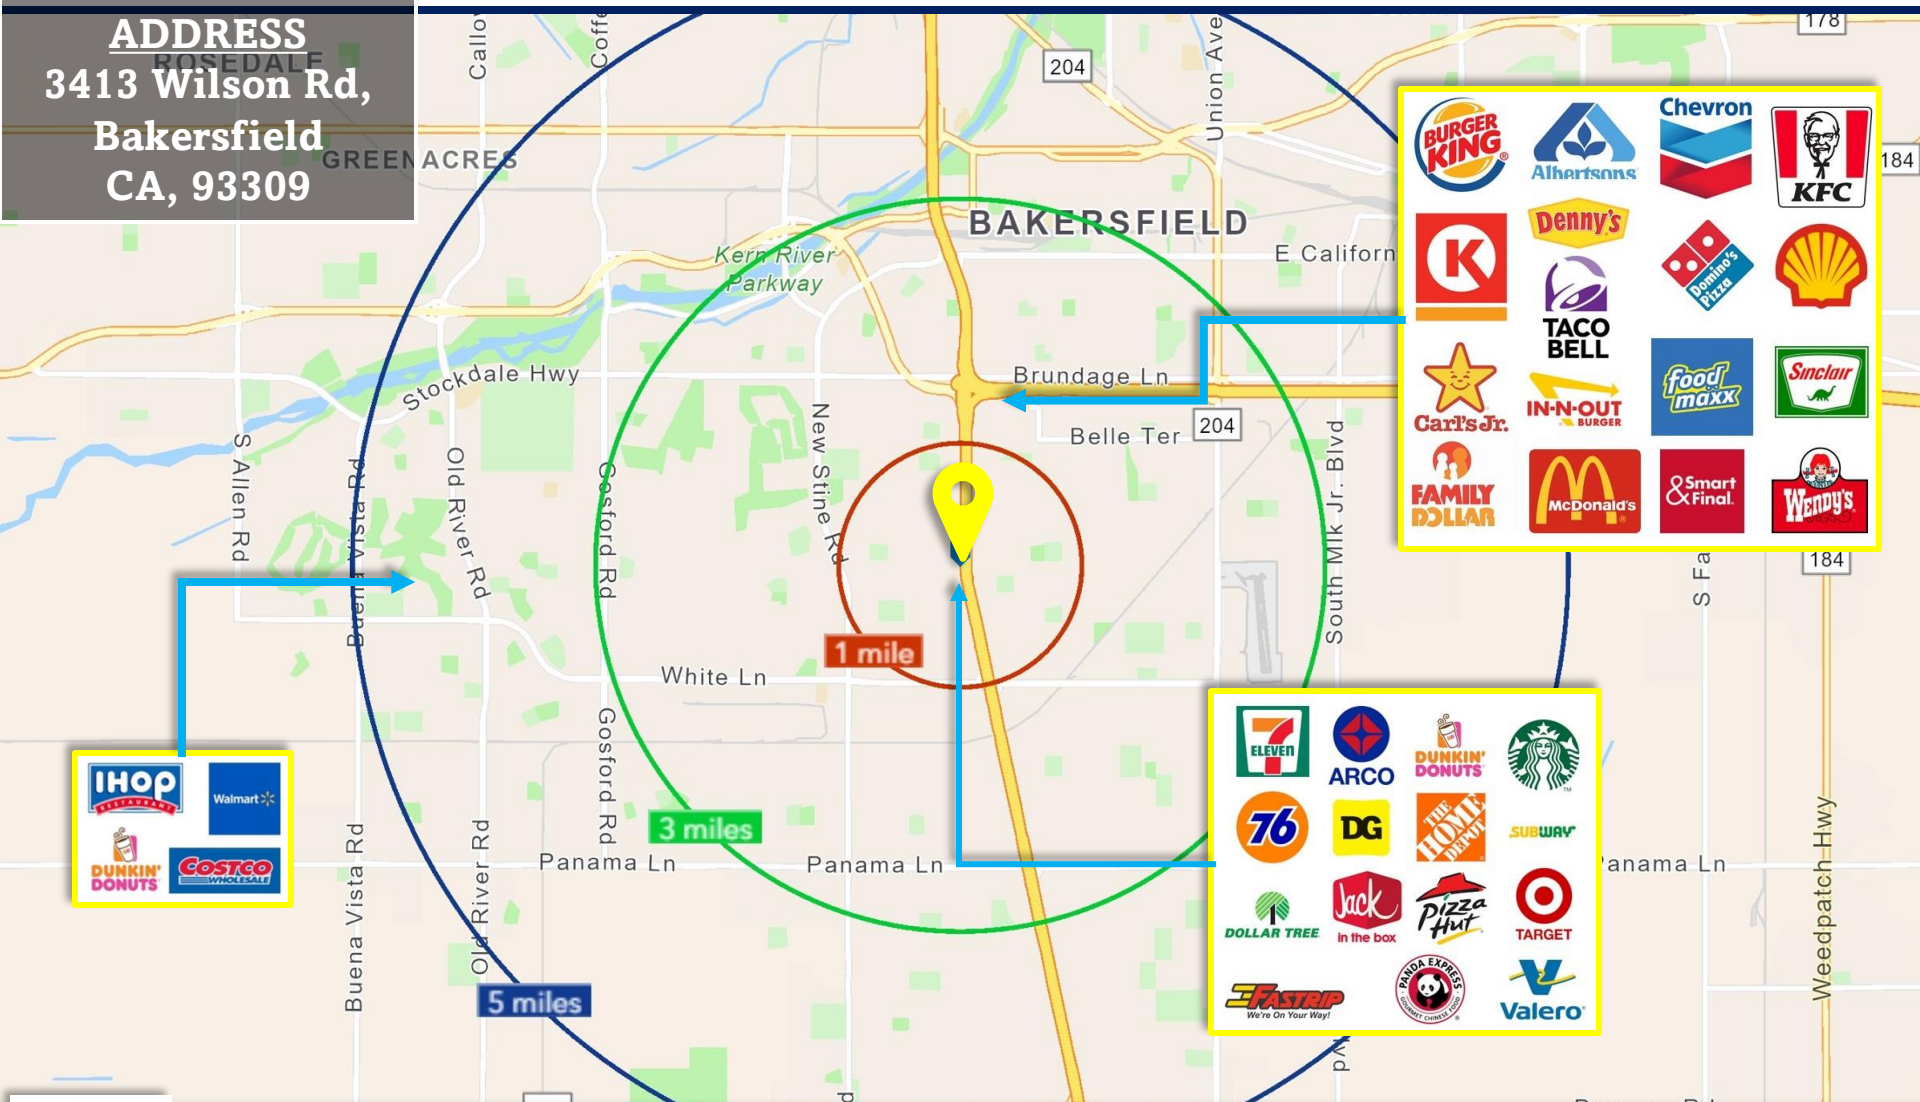 ADDRESS
3413 Wilson Rd,
Bakersfield
CA, 93309
ROSEDALE
GREENACRES
Callo
Coffe
204
Union Ave
178
184
BAKERSFIELD
E Californ
Kern River
Parkway
Stockdale Hwy
Brundage Ln
Belle Ter
204
S Allen Rd
Buena Vista Rd
Old River Rd
Gosford Rd
New Stine Rd
South Mlk Jr. Blvd
S Fa
184
1 mile
White Ln
Gosford Rd
3 miles
Panama Ln
Panama Ln
Panama Ln
Buena Vista Rd
Old River Rd
5 miles
Weedpatch Hwy
BURGER
KING
Albertsons
Chevron
KFC
K
Denny's
TACO
BELL
Domino's
Pizza
Carl's Jr.
IN-N-OUT
BURGER
food
maxx
Sinclair
FAMILY
DOLLAR
McDonald's
Smart
&Final.
WENDY'S
IHOP
RESTAURANT
Walmart
DUNKIN'
DONUTS
COSTCO
WHOLESALE
7
ELEVEN
ARCO
DUNKIN'
DONUTS
76
DG
THE
HOME
DEPOT
SUBWAY
DOLLAR TREE
Jack
in the box
Pizza
Hut
TARGET
FASTRIP
We're On Your Way!
PANDA EXPRESS
GOURMET CHINESE FOOD
Valero